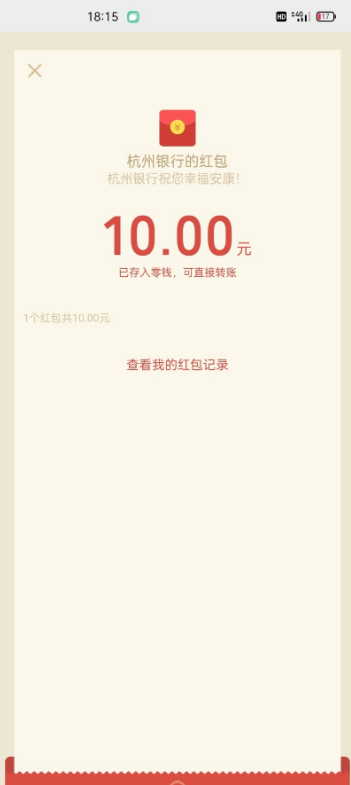 18:15
HD 4G 17
杭州银行的红包
杭州银行祝您幸福安康！
10.00元
已存入零钱，可直接转账
1个红包共10.00元
查看我的红包记录